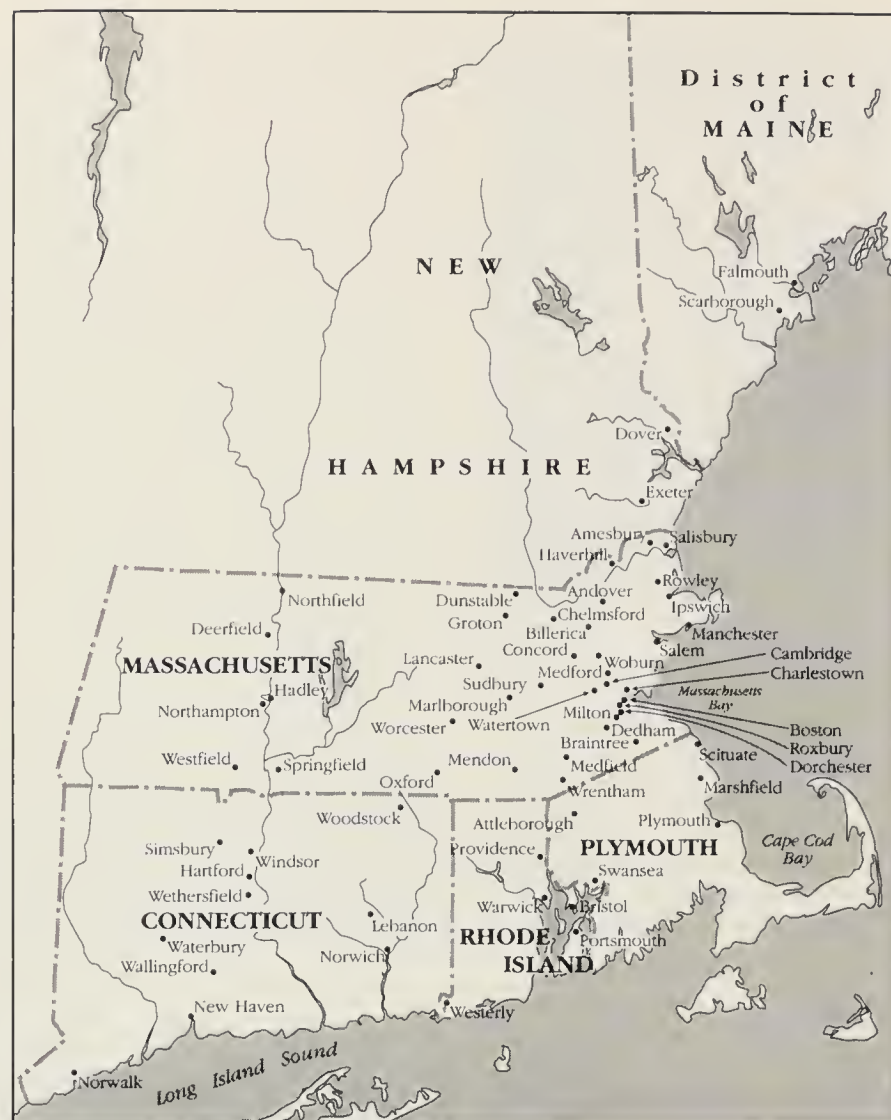 District
of
MAINE
NEW
Falmouth
Scarborough
Dover
HAMPSHIRE
Exeter
Amesbury
Salisbury
Haverhill
Rowley
Northfield
Dunstable
Andover
Ipswich
Groton
Chelmsford
Billerica
Manchester
Deerfield
Concord
Salem
Cambridge
MASSACHUSETTS
Lancaster
Medford
Woburn
Charlestown
Sudbury
Hadley
Massachusetts
Bay
Marlborough
Northampton
Watertown
Milton
Worcester
Boston
Dedham
Roxbury
Braintree
Scituate
Dorchester
Westfield
Springfield
Mendon
Medfield
Oxford
Marshfield
Wrentham
Woodstock
Attleborough
Plymouth
Cape Cod
Bay
Simsbury
Windsor
Providence
PLYMOUTH
Hartford
Swansea
Wethersfield
Warwick
Bristol
CONNECTICUT
Lebanon
RHODE
ISLAND
Portsmouth
Waterbury
Norwich
Wallingford
New Haven
Westerly
Norwalk
Long Island Sound